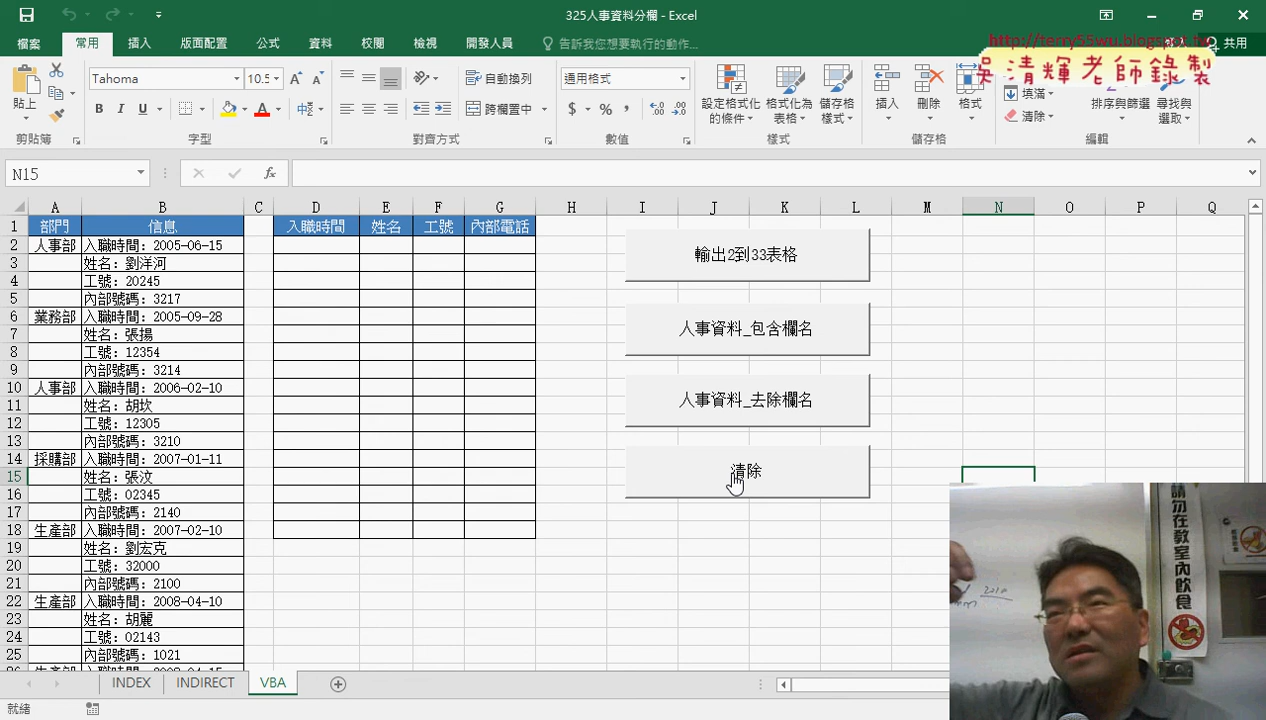 325人事資料分欄 - Excel
檔案 常用 插入 版面配置 公式 資料 校閱 檢視 開發人員 告訴我您想要執行的動作... 共用
http://terry55wu.blogspot.tw
吳清輝老師錄製
貼上 Tahoma 10.5 自動換列 通用格式 設定格式化的條件 格式化為表格 儲存格樣式 插入 刪除 格式 填滿 清除 排序與篩選 尋找與選取
跨欄置中
剪貼簿 字型 對齊方式 數值 樣式 儲存格 編輯
N15 fx
A B C D E F G H I J K L M N O P Q
1 部門 信息 入職時間 姓名 工號 內部電話
2 人事部 入職時間：2005-06-15
3 姓名：劉洋河
4 工號：20245
5 內部號碼：3217
6 業務部 入職時間：2005-09-28
7 姓名：張揚
8 工號：12354
9 內部號碼：3214
10 人事部 入職時間：2006-02-10
11 姓名：胡坎
12 工號：12305
13 內部號碼：3210
14 採購部 入職時間：2007-01-11
15 姓名：張汶
16 工號：02345
17 內部號碼：2140
18 生產部 入職時間：2007-02-10
19 姓名：劉宏克
20 工號：32000
21 內部號碼：2100
22 生產部 入職時間：2008-04-10
23 姓名：胡麗
24 工號：02143
25 內部號碼：1021
輸出2到33表格
人事資料_包含欄名
人事資料_去除欄名
清除
請勿在教室內飲食
INDEX INDIRECT VBA
就緒